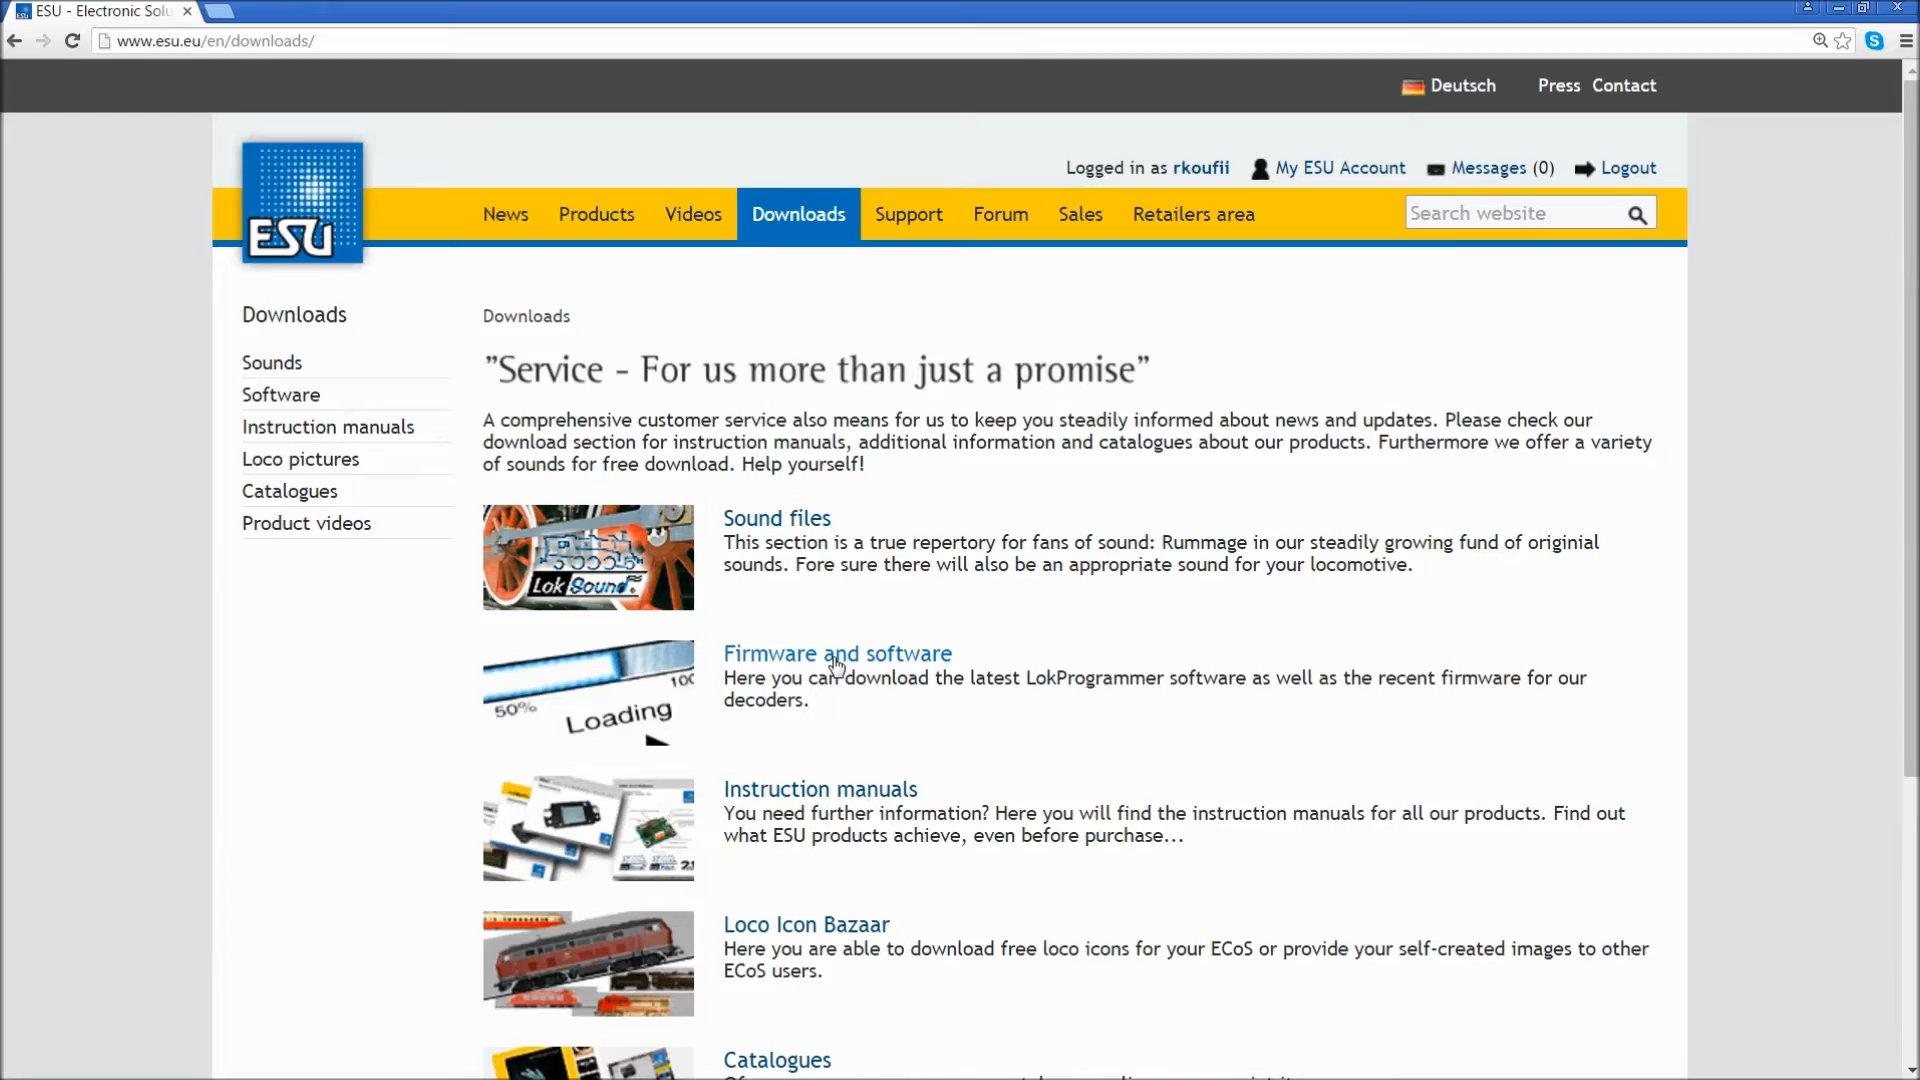 ESU - Electronic Solu
www.esu.eu/en/downloads/
Deutsch Press Contact
Logged in as rkoufii My ESU Account Messages (0) Logout
ESU
News Products Videos Downloads Support Forum Sales Retailers area Search website
Downloads
Sounds
Software
Instruction manuals
Loco pictures
Catalogues
Product videos
Downloads
"Service - For us more than just a promise"
A comprehensive customer service also means for us to keep you steadily informed about news and updates. Please check our
download section for instruction manuals, additional information and catalogues about our products. Furthermore we offer a variety
of sounds for free download. Help yourself!
Lok Sound
Sound files
This section is a true repertory for fans of sound: Rummage in our steadily growing fund of originial
sounds. Fore sure there will also be an appropriate sound for your locomotive.
50% 100
Loading
Firmware and software
Here you can download the latest LokProgrammer software as well as the recent firmware for our
decoders.
Instruction manuals
You need further information? Here you will find the instruction manuals for all our products. Find out
what ESU products achieve, even before purchase...
Loco Icon Bazaar
Here you are able to download free loco icons for your ECoS or provide your self-created images to other
ECoS users.
Catalogues